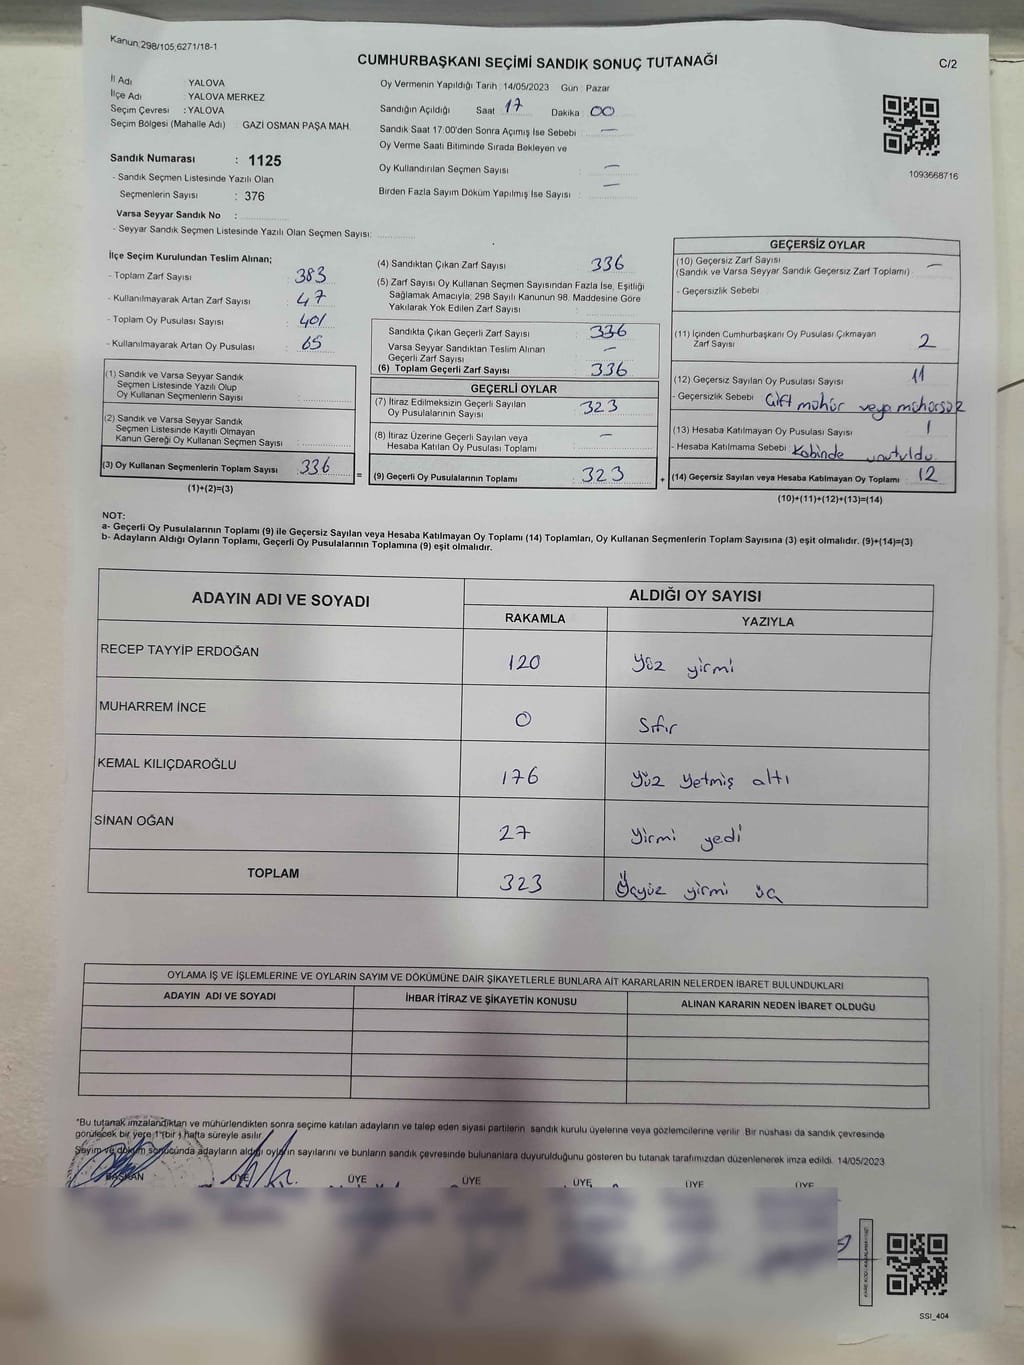 Kanun:298/105,6271/18-1
CUMHURBAŞKANI SEÇİMİ SANDIK SONUÇ TUTANAĞI
C/2
İl Adı : YALOVA
İlçe Adı : YALOVA MERKEZ
Seçim Çevresi : YALOVA
Seçim Bölgesi (Mahalle Adı) GAZİ OSMAN PAŞA MAH.
Sandık Numarası : 1125
- Sandık Seçmen Listesinde Yazılı Olan
Seçmenlerin Sayısı : 376
Varsa Seyyar Sandık No :
- Seyyar Sandık Seçmen Listesinde Yazılı Olan Seçmen Sayısı:
Oy Vermenin Yapıldığı Tarih : 14/05/2023 Gün : Pazar
Sandığın Açıldığı Saat 17 Dakika 00
Sandık Saat 17:00'den Sonra Açımış İse Sebebi : —
Oy Verme Saati Bitiminde Sırada Bekleyen ve
Oy Kullandırılan Seçmen Sayısı : —
Birden Fazla Sayım Döküm Yapılmış İse Sayısı : —
1093668716
İlçe Seçim Kurulundan Teslim Alınan;
- Toplam Zarf Sayısı : 383
- Kullanılmayarak Artan Zarf Sayısı : 47
- Toplam Oy Pusulası Sayısı : 401
- Kullanılmayarak Artan Oy Pusulası : 65
(1) Sandık ve Varsa Seyyar Sandık
Seçmen Listesinde Yazılı Olup
Oy Kullanan Seçmenlerin Sayısı :
(2) Sandık ve Varsa Seyyar Sandık
Seçmen Listesinde Kayıtlı Olmayan
Kanun Gereği Oy Kullanan Seçmen Sayısı :
(3) Oy Kullanan Seçmenlerin Toplam Sayısı : 336
(1)+(2)=(3)
(4) Sandıktan Çıkan Zarf Sayısı : 336
(5) Zarf Sayısı Oy Kullanan Seçmen Sayısından Fazla İse, Eşitliği
Sağlamak Amacıyla; 298 Sayılı Kanunun 98. Maddesine Göre
Yakılarak Yok Edilen Zarf Sayısı :
Sandıkta Çıkan Geçerli Zarf Sayısı : 336
Varsa Seyyar Sandıktan Teslim Alınan
Geçerli Zarf Sayısı : —
(6) Toplam Geçerli Zarf Sayısı : 336
GEÇERLİ OYLAR
(7) İtiraz Edilmeksizin Geçerli Sayılan
Oy Pusulalarının Sayısı : 323
(8) İtiraz Üzerine Geçerli Sayılan veya
Hesaba Katılan Oy Pusulası Toplamı : —
= (9) Geçerli Oy Pusulalarının Toplamı : 323
GEÇERSİZ OYLAR
(10) Geçersiz Zarf Sayısı : —
(Sandık ve Varsa Seyyar Sandık Geçersiz Zarf Toplamı)
- Geçersizlik Sebebi
(11) İçinden Cumhurbaşkanı Oy Pusulası Çıkmayan
Zarf Sayısı : 2
(12) Geçersiz Sayılan Oy Pusulası Sayısı : 11
- Geçersizlik Sebebi Çift mühür veya mühürsüz
(13) Hesaba Katılmayan Oy Pusulası Sayısı : 1
- Hesaba Katılmama Sebebi Kabinde unutuldu
+ (14) Geçersiz Sayılan veya Hesaba Katılmayan Oy Toplamı : 12
(10)+(11)+(12)+(13)=(14)
NOT:
a- Geçerli Oy Pusulalarının Toplamı (9) ile Geçersiz Sayılan veya Hesaba Katılmayan Oy Toplamı (14) Toplamları, Oy Kullanan Seçmenlerin Toplam Sayısına (3) eşit olmalıdır. (9)+(14)=(3)
b- Adayların Aldığı Oyların Toplamı, Geçerli Oy Pusulalarının Toplamına (9) eşit olmalıdır.
ADAYIN ADI VE SOYADI ALDIĞI OY SAYISI
RAKAMLA YAZIYLA
RECEP TAYYİP ERDOĞAN 120 Yüz yirmi
MUHARREM İNCE 0 Sıfır
KEMAL KILIÇDAROĞLU 176 Yüz yetmiş altı
SİNAN OĞAN 27 Yirmi yedi
TOPLAM 323 Üçyüz yirmi üç
OYLAMA İŞ VE İŞLEMLERİNE VE OYLARIN SAYIM VE DÖKÜMÜNE DAİR ŞİKAYETLERLE BUNLARA AİT KARARLARIN NELERDEN İBARET BULUNDUKLARI
ADAYIN ADI VE SOYADI İHBAR İTİRAZ VE ŞİKAYETİN KONUSU ALINAN KARARIN NEDEN İBARET OLDUĞU
*Bu tutanak imzalandıktan ve mühürlendikten sonra seçime katılan adayların ve talep eden siyasi partilerin sandık kurulu üyelerine veya gözlemcilerine verilir. Bir nüshası da sandık çevresinde
görülecek bir yere 1 (bir) hafta süreyle asılır.
Sayım ve döküm sonucunda adayların aldığı oyların sayılarını ve bunların sandık çevresinde bulunanlara duyurulduğunu gösteren bu tutanak tarafımızdan düzenlenerek imza edildi. 14/05/2023
BAŞKAN ÜYE ÜYE ÜYE ÜYE ÜYE ÜYE
SSI_404